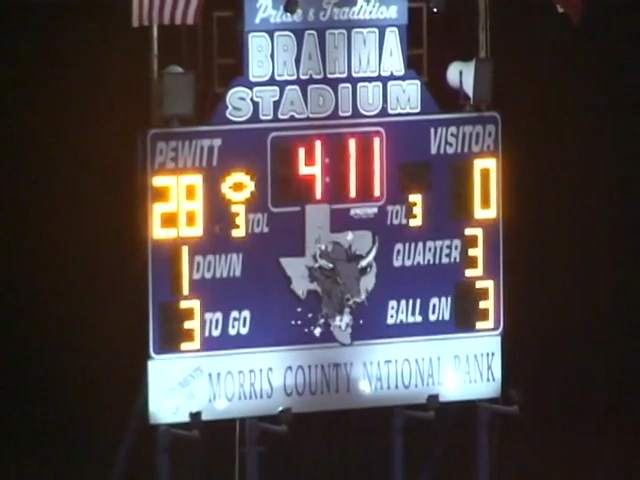 Pride & Tradition
BRAHMA
STADIUM
PEWITT 4:11 VISITOR
28 0
3 TOL TOL 3
1 DOWN QUARTER 3
3 TO GO BALL ON 3
MORRIS COUNTY NATIONAL BANK